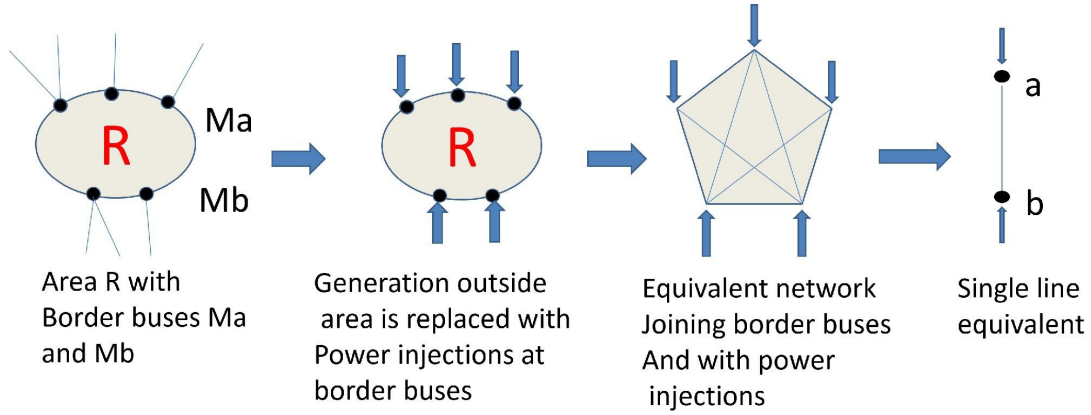 R
Ma
Mb
Area R with
Border buses Ma
and Mb
R
Generation outside
area is replaced with
Power injections at
border buses
Equivalent network
Joining border buses
And with power
injections
a
b
Single line
equivalent